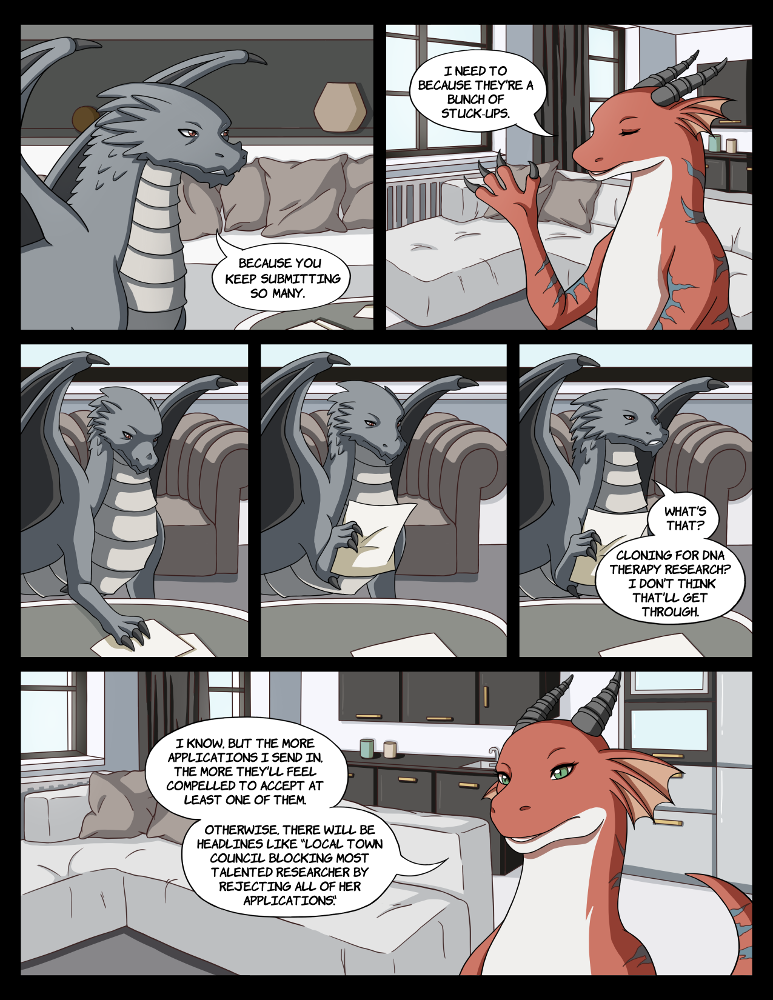 BECAUSE YOU
KEEP SUBMITTING
SO MANY.
I NEED TO
BECAUSE THEY'RE A
BUNCH OF
STUCK-UPS.
WHAT'S
THAT?
CLONING FOR DNA
THERAPY RESEARCH?
I DON'T THINK
THAT'LL GET
THROUGH.
I KNOW, BUT THE MORE
APPLICATIONS I SEND IN,
THE MORE THEY'LL FEEL
COMPELLED TO ACCEPT AT
LEAST ONE OF THEM.
OTHERWISE, THERE WILL BE
HEADLINES LIKE "LOCAL TOWN
COUNCIL BLOCKING MOST
TALENTED RESEARCHER BY
REJECTING ALL OF HER
APPLICATIONS."